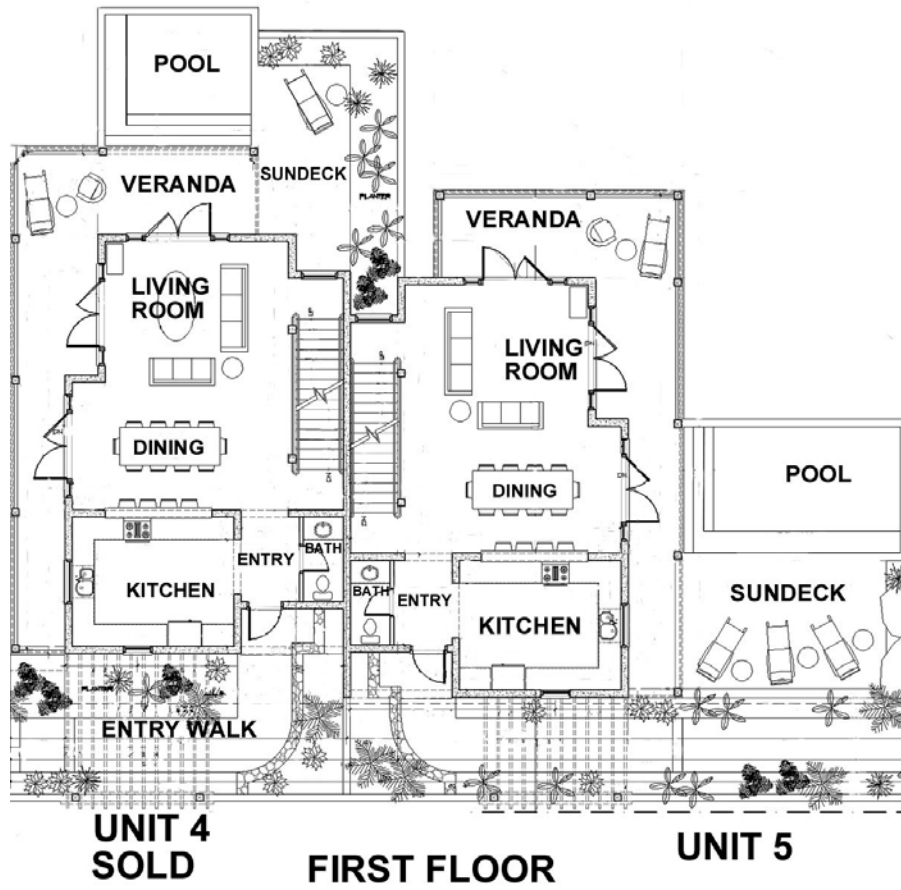 POOL
SUNDECK
VERANDA
PLANTER
LIVING
ROOM
DINING
KITCHEN
ENTRY
BATH
PLANTER
ENTRY WALK
UNIT 4
SOLD
VERANDA
LIVING
ROOM
DINING
BATH
ENTRY
KITCHEN
POOL
SUNDECK
UNIT 5
FIRST FLOOR